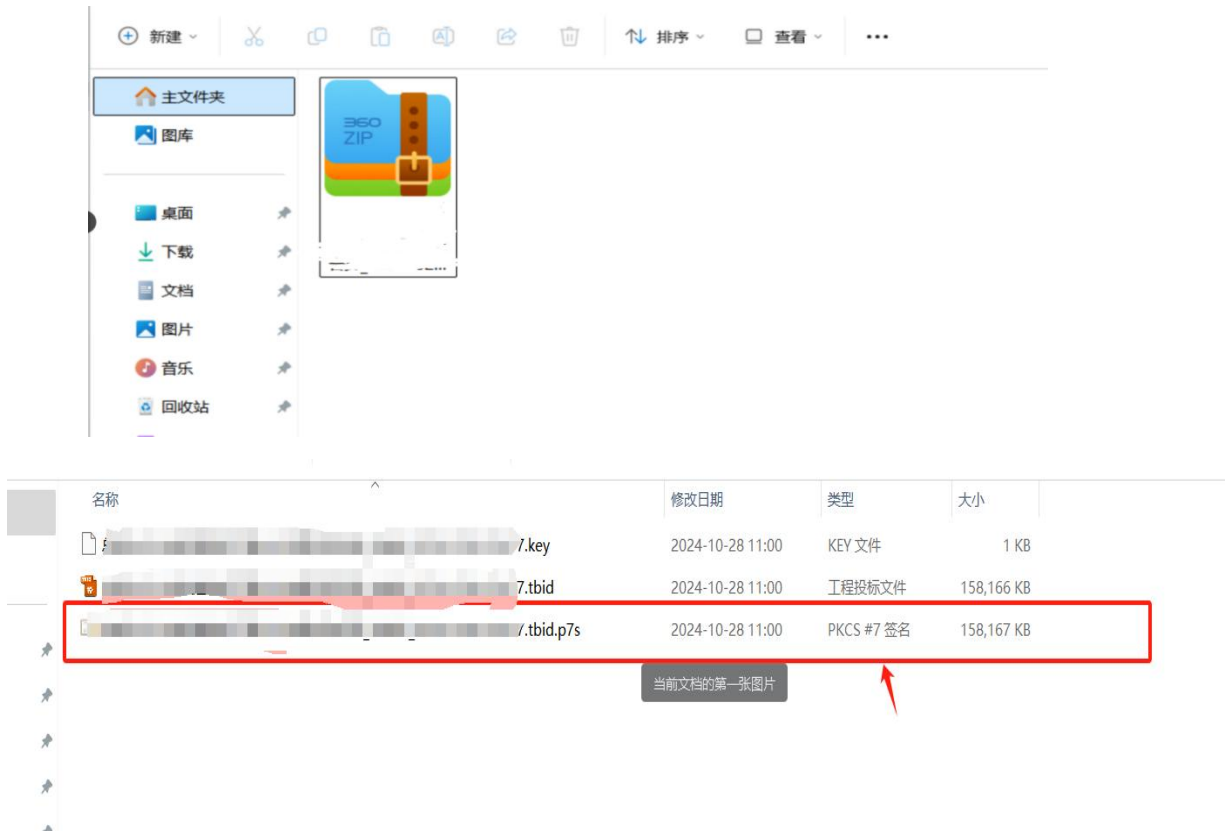 新建 排序 查看 •••
主文件夹
图库
360
ZIP
桌面
下载
文档
图片
音乐
回收站
名称 修改日期 类型 大小
7.key 2024-10-28 11:00 KEY 文件 1 KB
7.tbid 2024-10-28 11:00 工程投标文件 158,166 KB
7.tbid.p7s 2024-10-28 11:00 PKCS #7 签名 158,167 KB
当前文档的第一张图片